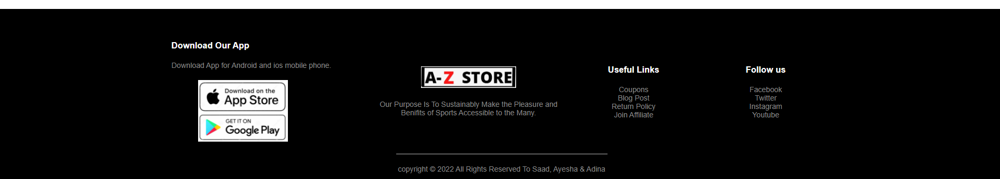 Download Our App
Download App for Android and ios mobile phone.
Download on the
App Store
GET IT ON
Google Play
A-Z STORE
Our Purpose Is To Sustainably Make the Pleasure and
Benifits of Sports Accessible to the Many.
Useful Links
Coupons
Blog Post
Return Policy
Join Affiliate
Follow us
Facebook
Twitter
Instagram
Youtube
copyright © 2022 All Rights Reserved To Saad, Ayesha & Adina